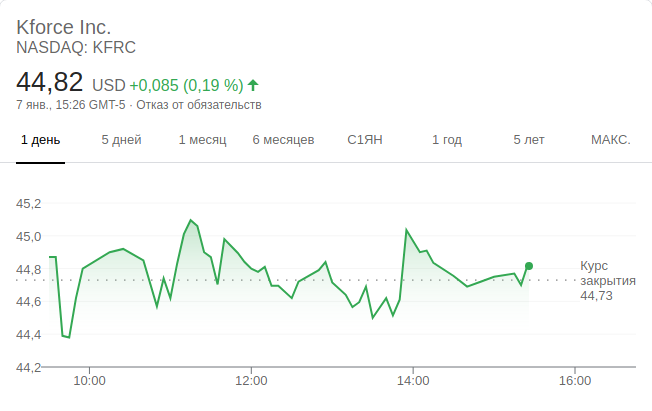 Kforce Inc.
NASDAQ: KFRC
44,82 USD +0,085 (0,19 %)
7 янв., 15:26 GMT-5 · Отказ от обязательств
1 день 5 дней 1 месяц 6 месяцев С1ЯН 1 год 5 лет МАКС.
45,2
45,0
44,8
44,6
44,4
44,2
Курс
закрытия
44,73
10:00 12:00 14:00 16:00